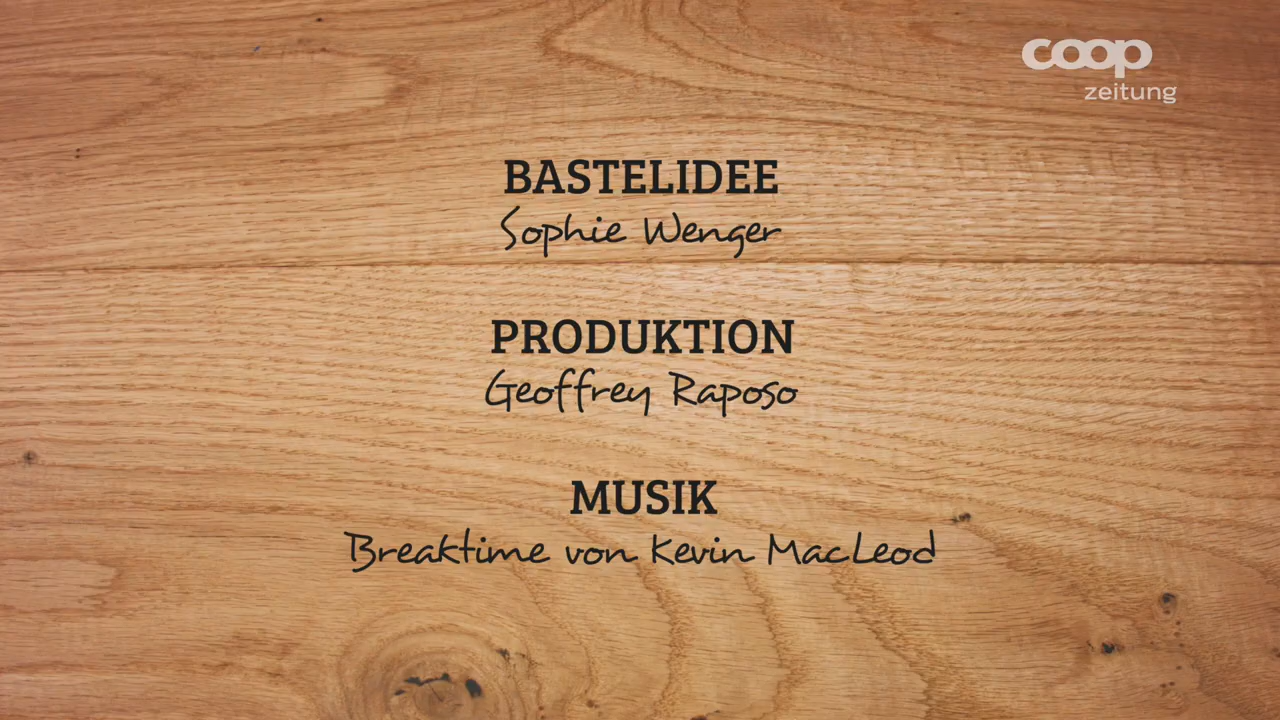 coop
zeitung
BASTELIDEE
Sophie Wenger
PRODUKTION
Geoffrey Raposo
MUSIK
Breaktime von Kevin MacLeod